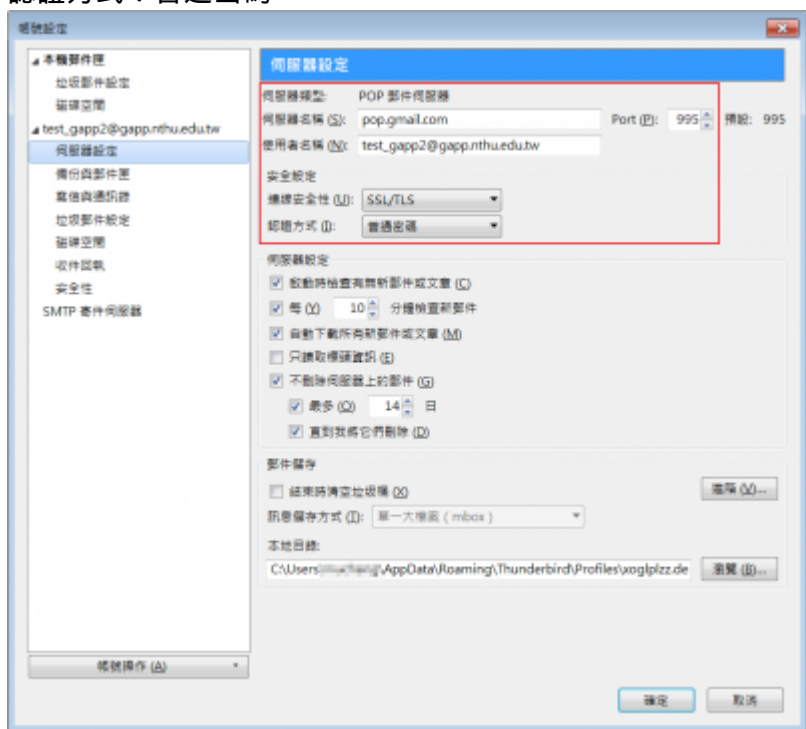 認證方式：普通密碼
帳號設定
本機郵件匣
垃圾郵件設定
磁碟空間
test_gapp2@gapp.nthu.edu.tw
伺服器設定
備份與郵件匣
寫信與通訊錄
垃圾郵件設定
磁碟空間
收件回執
安全性
SMTP 寄件伺服器
帳號操作 (A)
伺服器設定
伺服器類型: POP 郵件伺服器
伺服器名稱 (S): pop.gmail.com Port (P): 995 預設: 995
使用者名稱 (N): test_gapp2@gapp.nthu.edu.tw
安全設定
連線安全性 (U): SSL/TLS
認證方式 (I): 普通密碼
伺服器設定
啟動時檢查有無新郵件或文章 (C)
每 (Y) 10 分鐘檢查新郵件
自動下載所有新郵件或文章 (M)
只讀取標頭資訊 (E)
不刪除伺服器上的郵件 (G)
最多 (O) 14 日
直到我將它們刪除 (D)
郵件儲存
結束時清空垃圾桶 (X) 進階 (V)...
訊息儲存方式 (T): 單一大檔案 ( mbox )
本地目錄:
C:\Users\ \AppData\Roaming\Thunderbird\Profiles\xoglplzz.de 瀏覽 (B)...
確定 取消